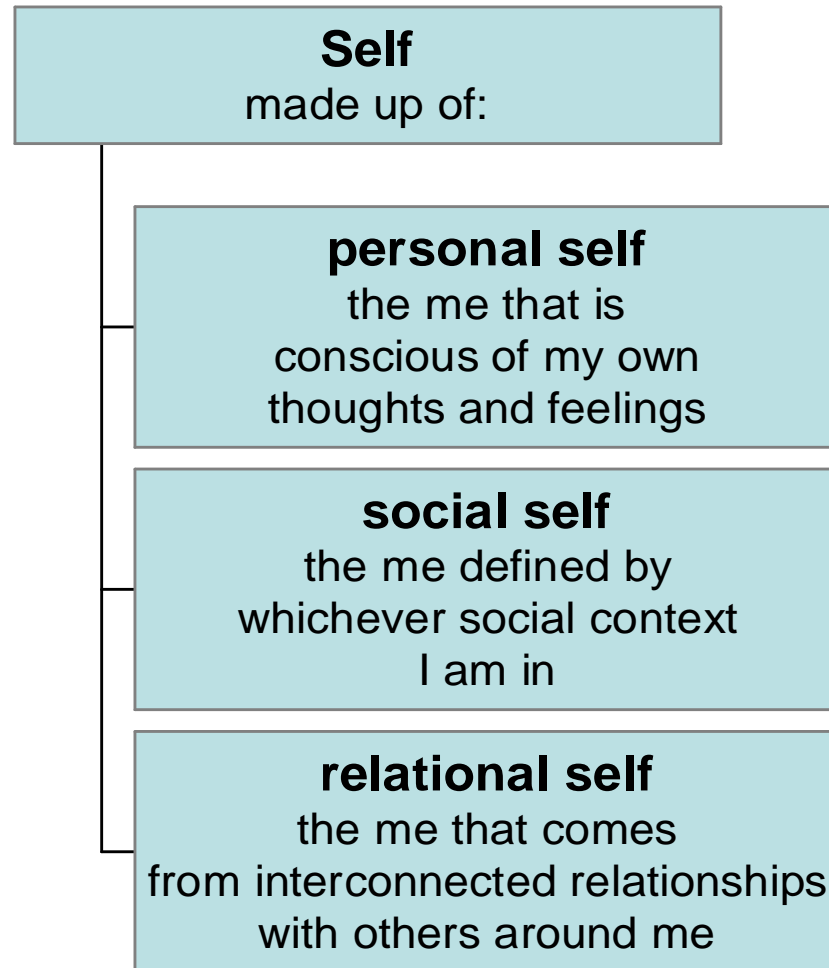 Self
made up of:
personal self
the me that is
conscious of my own
thoughts and feelings
social self
the me defined by
whichever social context
I am in
relational self
the me that comes
from interconnected relationships
with others around me